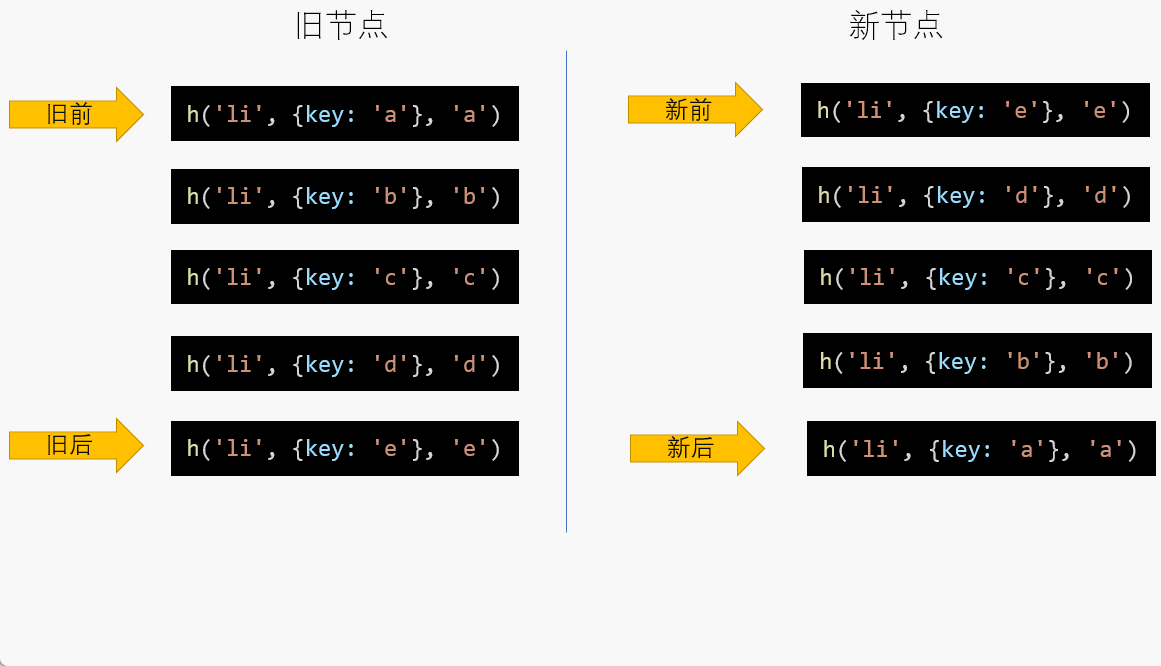 旧节点
新节点
旧前
h('li', {key: 'a'}, 'a')
h('li', {key: 'b'}, 'b')
h('li', {key: 'c'}, 'c')
h('li', {key: 'd'}, 'd')
旧后
h('li', {key: 'e'}, 'e')
新前
h('li', {key: 'e'}, 'e')
h('li', {key: 'd'}, 'd')
h('li', {key: 'c'}, 'c')
h('li', {key: 'b'}, 'b')
新后
h('li', {key: 'a'}, 'a')